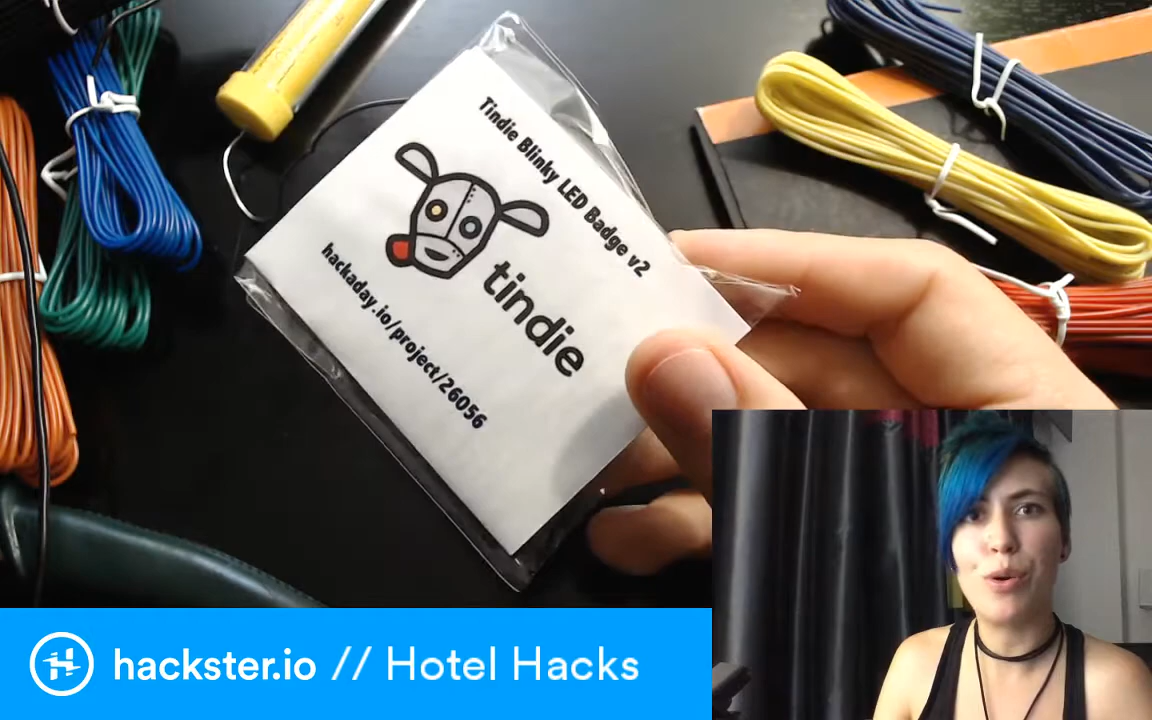 Tindie Blinky LED Badge v2
tindie
hackaday.io/project/26056
hackster.io // Hotel Hacks